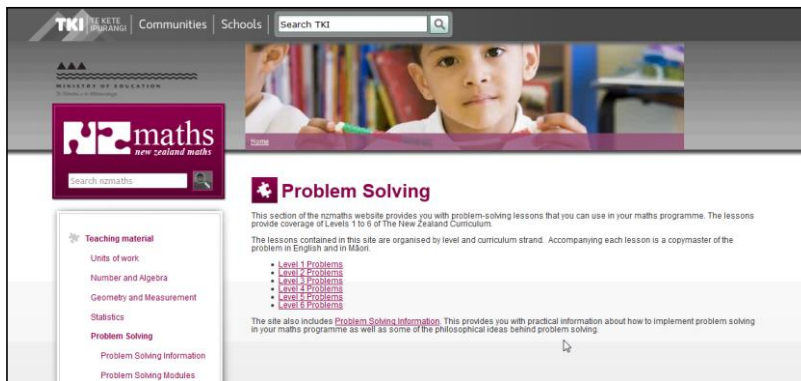 TKI TE KETE IPURANGI Communities Schools Search TKI
MINISTRY OF EDUCATION
nz maths
new zealand maths
Search nzmaths
Home
Problem Solving
This section of the nzmaths website provides you with problem-solving lessons that you can use in your maths programme. The lessons
provide coverage of Levels 1 to 6 of The New Zealand Curriculum.
The lessons contained in this site are organised by level and curriculum strand. Accompanying each lesson is a copymaster of the
problem in English and in Māori.
Level 1 Problems
Level 2 Problems
Level 3 Problems
Level 4 Problems
Level 5 Problems
Level 6 Problems
The site also includes Problem Solving Information. This provides you with practical information about how to implement problem solving
in your maths programme as well as some of the philosophical ideas behind problem solving.
Teaching material
Units of work
Number and Algebra
Geometry and Measurement
Statistics
Problem Solving
Problem Solving Information
Problem Solving Modules